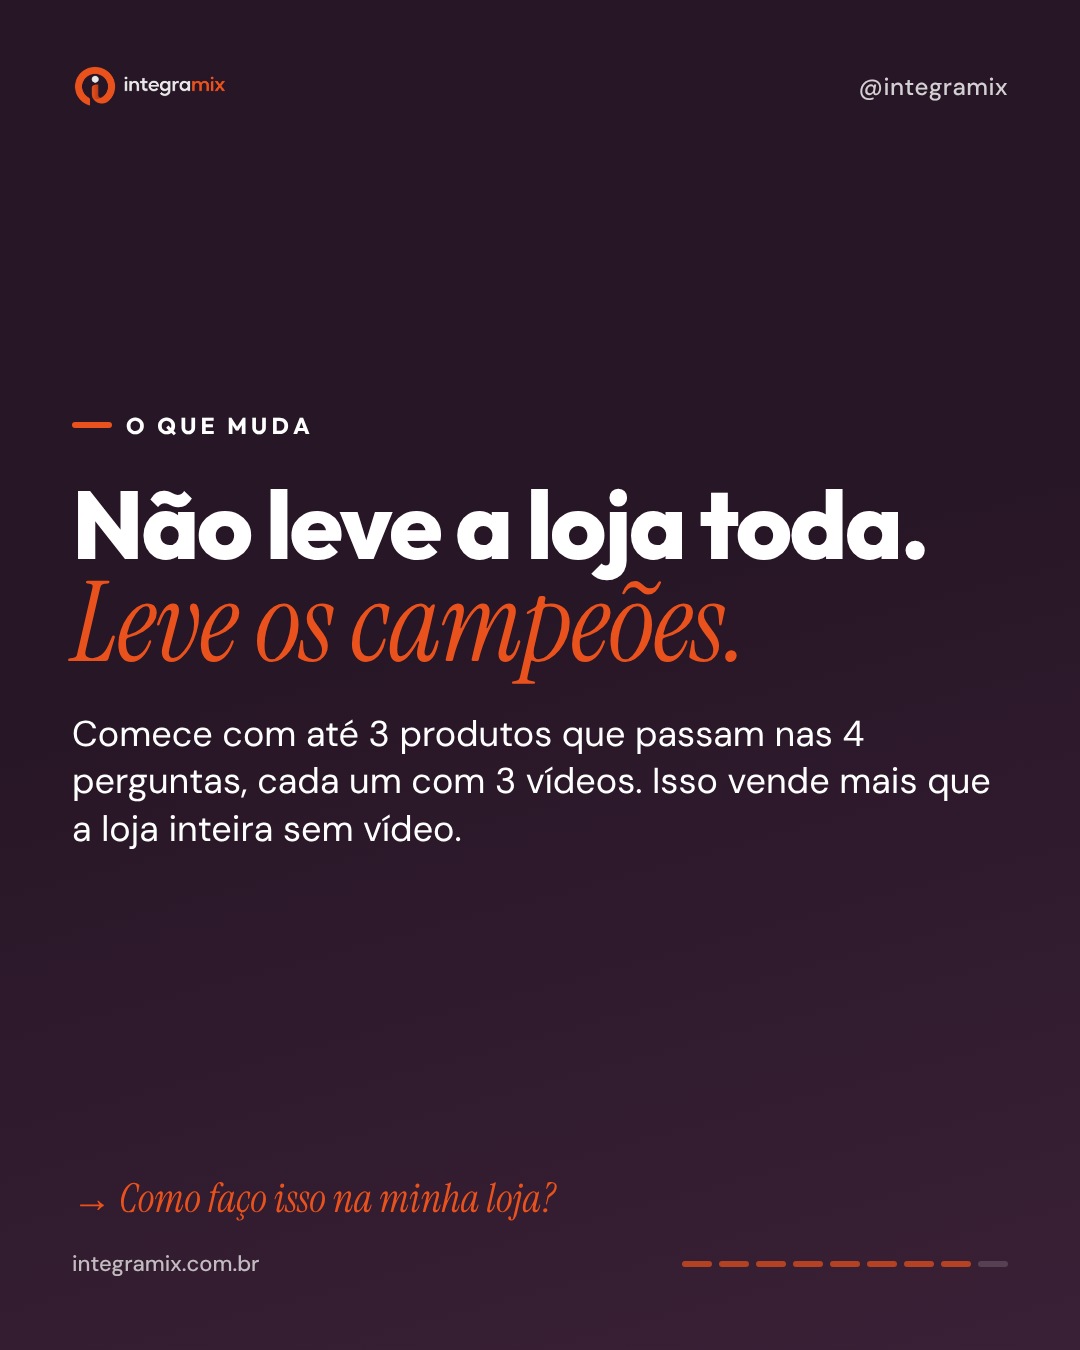 integramix
@integramix
O QUE MUDA
Não leve a loja toda.
Leve os campeões.
Comece com até 3 produtos que passam nas 4
perguntas, cada um com 3 vídeos. Isso vende mais que
a loja inteira sem vídeo.
→ Como faço isso na minha loja?
integramix.com.br